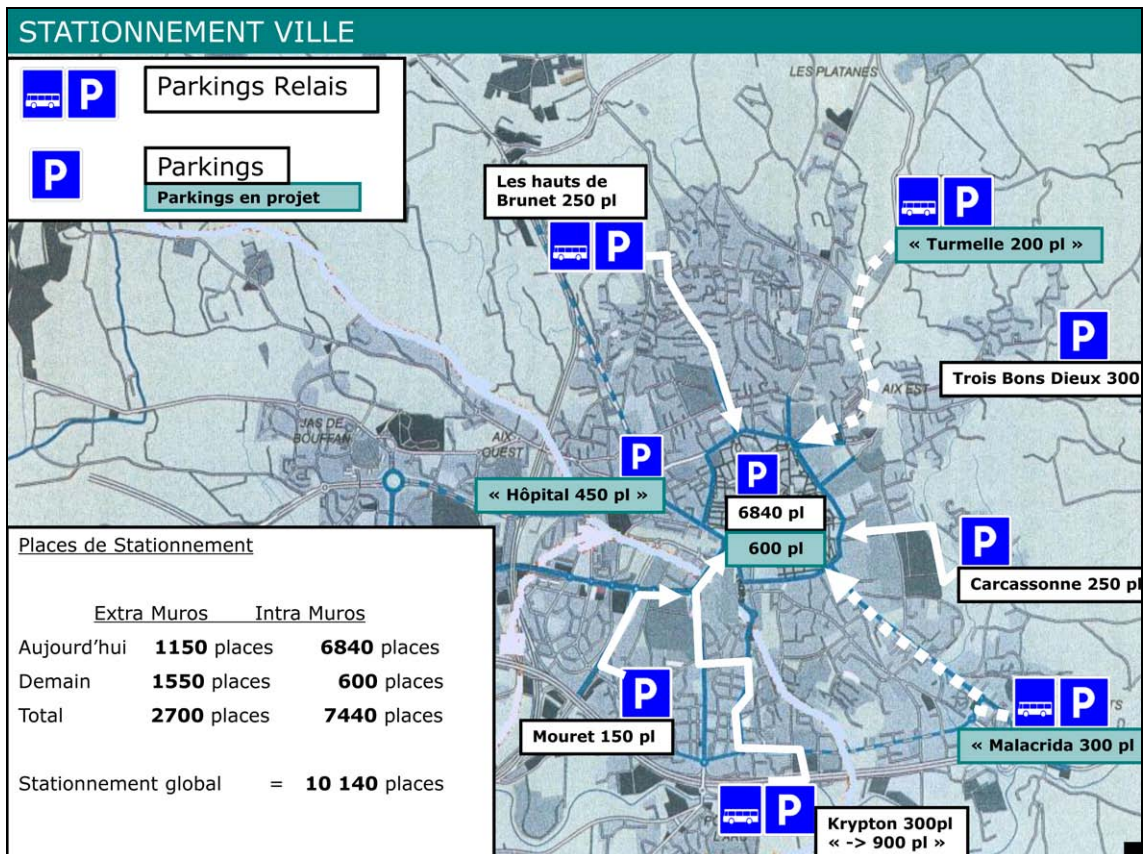 STATIONNEMENT VILLE
P
Parkings Relais
P
Parkings
Parkings en projet
LES PLATANES
Les hauts de
Brunet 250 pl
P
P
« Turmelle 200 pl »
P
Trois Bons Dieux 300
AIX EST
JAS DE
BOUFFAN
AIX
OUEST
P
« Hôpital 450 pl »
P
6840 pl
600 pl
P
Carcassonne 250 pl
P
Mouret 150 pl
P
« Malacrida 300 pl
P
Krypton 300pl
« -> 900 pl »
Places de Stationnement
Extra Muros Intra Muros
Aujourd’hui 1150 places 6840 places
Demain 1550 places 600 places
Total 2700 places 7440 places
Stationnement global = 10 140 places